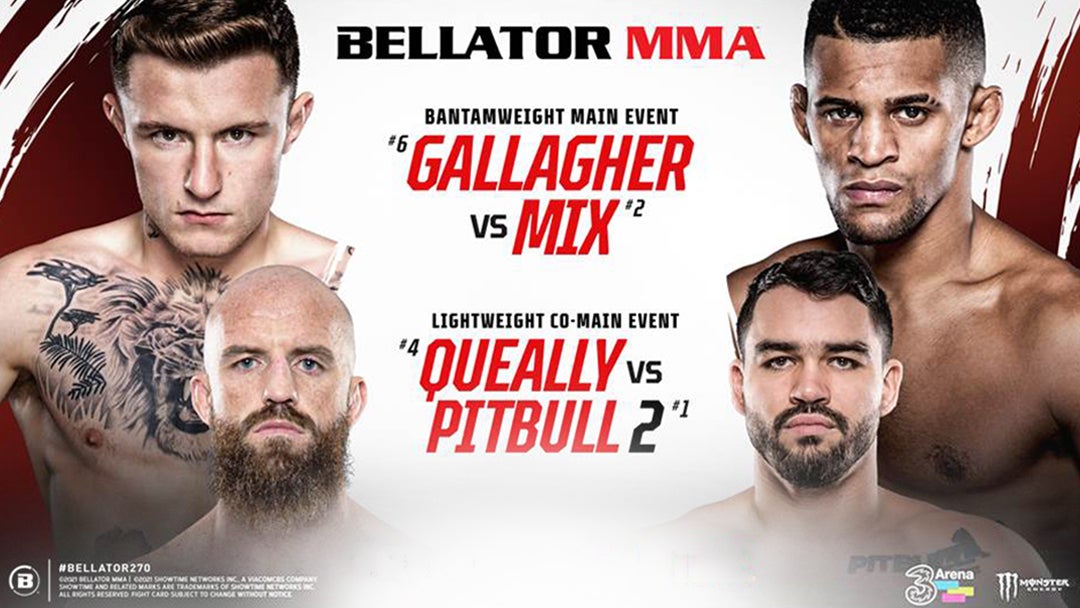 BELLATOR MMA
BANTAMWEIGHT MAIN EVENT
#6 GALLAGHER
VS MIX #2
LIGHTWEIGHT CO-MAIN EVENT
#4 QUEALLY VS
PITBULL 2 #1
PITBULL
B
#BELLATOR270
©2021 BELLATOR MMA | ©2021 SHOWTIME NETWORKS INC. A VIACOMCBS COMPANY
SHOWTIME AND RELATED MARKS ARE TRADEMARKS OF SHOWTIME NETWORKS INC.
ALL RIGHTS RESERVED. FIGHT CARD SUBJECT TO CHANGE WITHOUT NOTICE
3Arena
MONSTER
ENERGY